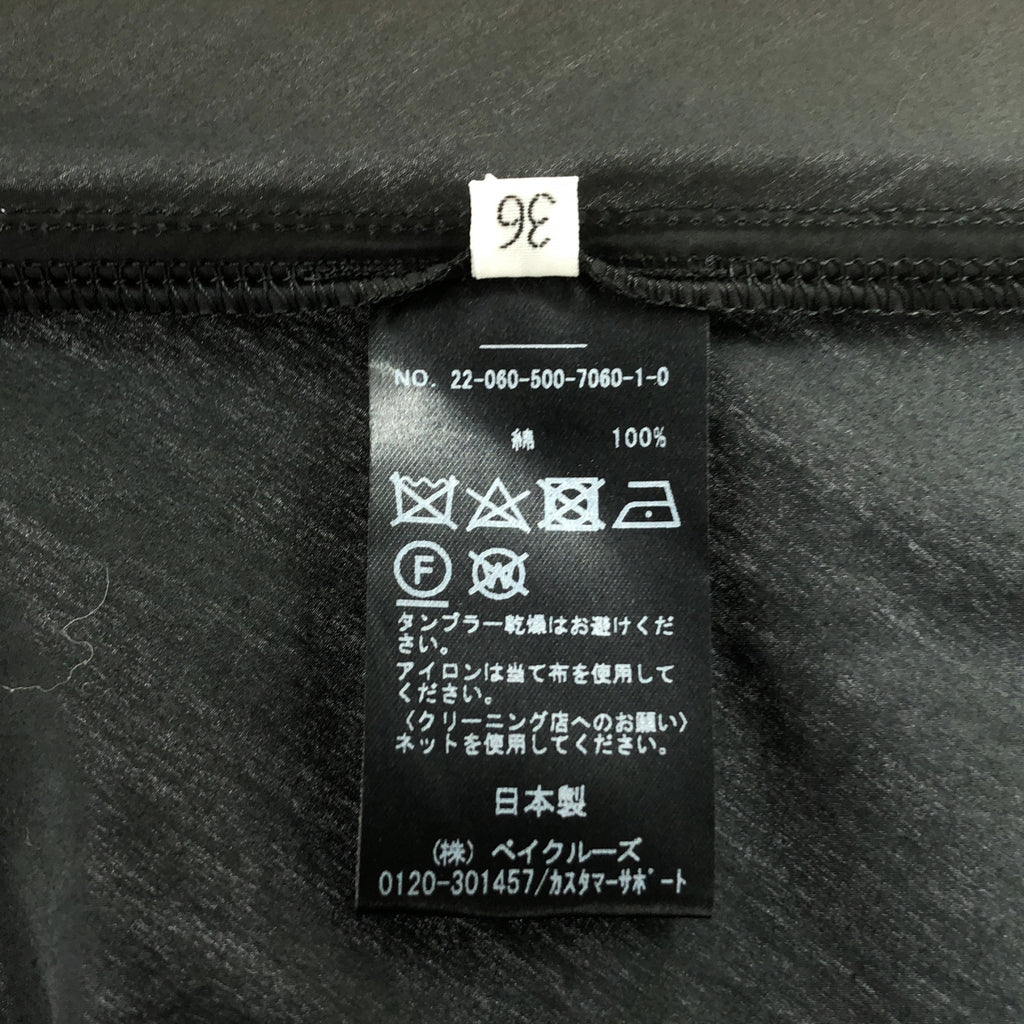 36
NO. 22-060-500-7060-1-0
綿 100%
F
W
タンブラー乾燥はお避けくだ
さい。
アイロンは当て布を使用して
ください。
〈クリーニング店へのお願い〉
ネットを使用してください。
日本製
(株) ベイクルーズ
0120-301457/ｶｽﾀﾏｰｻﾎﾟｰﾄ